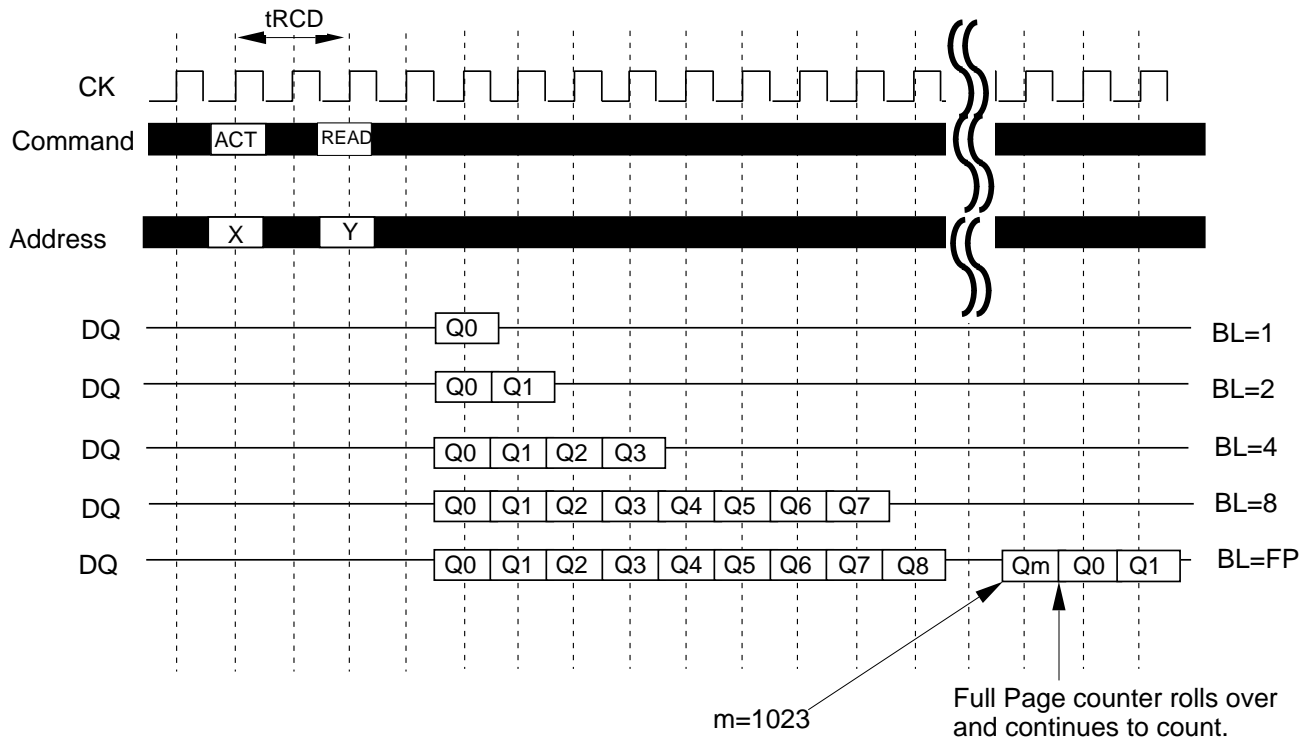 tRCD
CK
Command ACT READ
Address X Y
DQ Q0 BL=1
DQ Q0 Q1 BL=2
DQ Q0 Q1 Q2 Q3 BL=4
DQ Q0 Q1 Q2 Q3 Q4 Q5 Q6 Q7 BL=8
DQ Q0 Q1 Q2 Q3 Q4 Q5 Q6 Q7 Q8 Qm Q0 Q1 BL=FP
m=1023
Full Page counter rolls over
and continues to count.